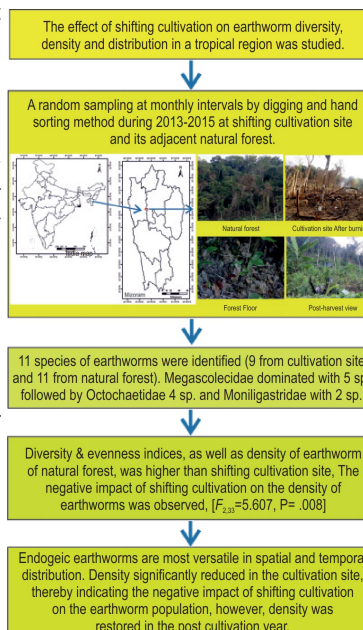 The effect of shifting cultivation on earthworm diversity,
density and distribution in a tropical region was studied.
A random sampling at monthly intervals by digging and hand
sorting method during 2013-2015 at shifting cultivation site
and its adjacent natural forest.
India map
Mizoram
Natural forest
Cultivation site After burni
Forest Floor
Post-harvest view
11 species of earthworms were identified (9 from cultivation site
and 11 from natural forest). Megascolecidae dominated with 5 sp
followed by Octochaetidae 4 sp. and Moniligastridae with 2 sp.
Diversity & evenness indices, as well as density of earthworm
of natural forest, was higher than shifting cultivation site, The
negative impact of shifting cultivation on the density of
earthworms was observed, [F2,33=5.607, P= .008]
Endogeic earthworms are most versatile in spatial and tempora
distribution. Density significantly reduced in the cultivation site,
thereby indicating the negative impact of shifting cultivation
on the earthworm population, however, density was
restored in the post cultivation year.